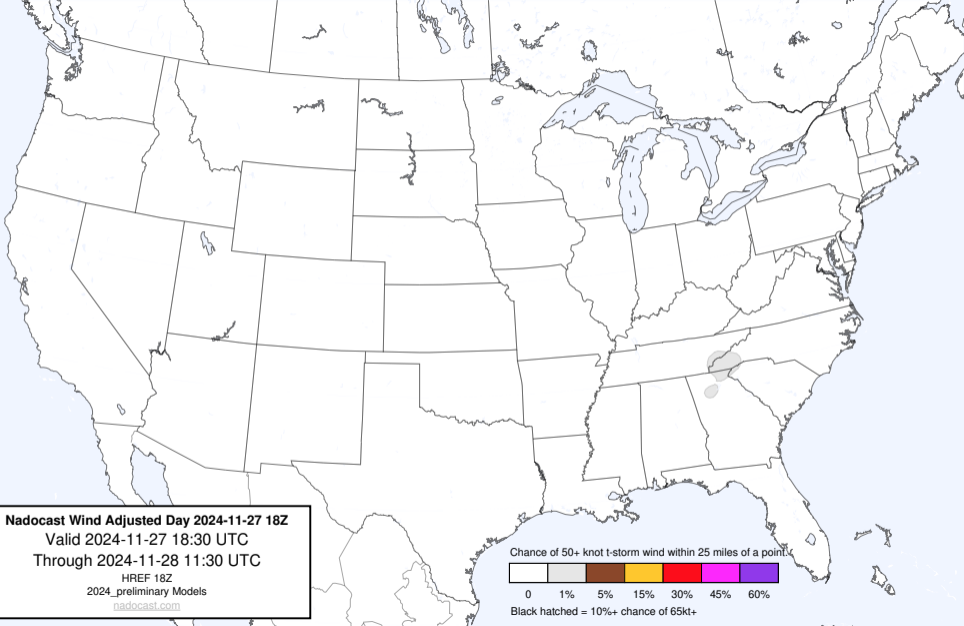 Nadocast Wind Adjusted Day 2024-11-27 18Z
Valid 2024-11-27 18:30 UTC
Through 2024-11-28 11:30 UTC
HREF 18Z
2024_preliminary Models
nadocast.com
Chance of 50+ knot t-storm wind within 25 miles of a point.
0 1% 5% 15% 30% 45% 60%
Black hatched = 10%+ chance of 65kt+